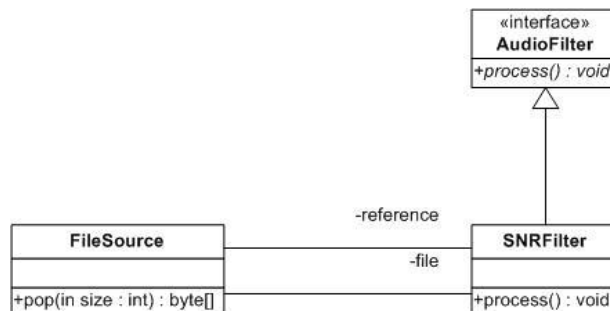 «interface»
AudioFilter
+process() : void
-reference
FileSource
SNRFilter
-file
+pop(in size : int) : byte[]
+process() : void